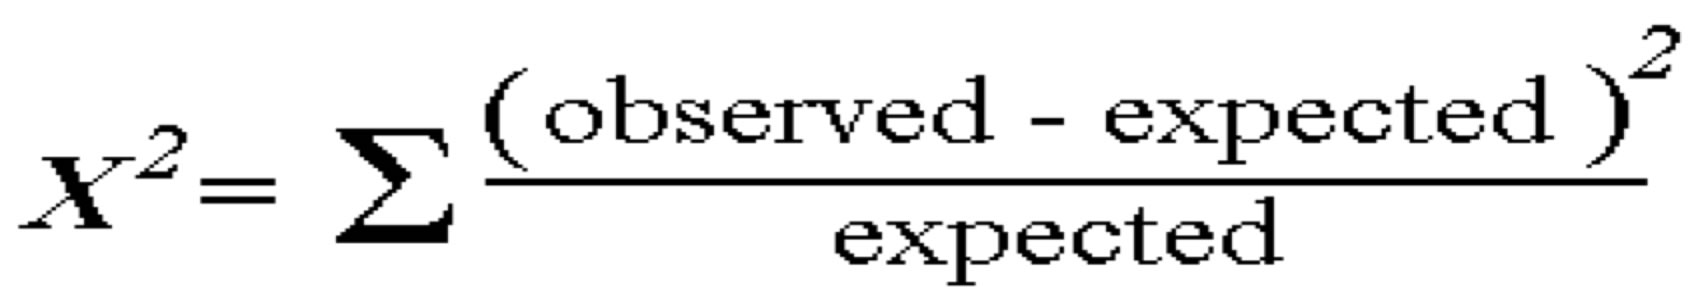 X² = ∑ (observed - expected)² / expected